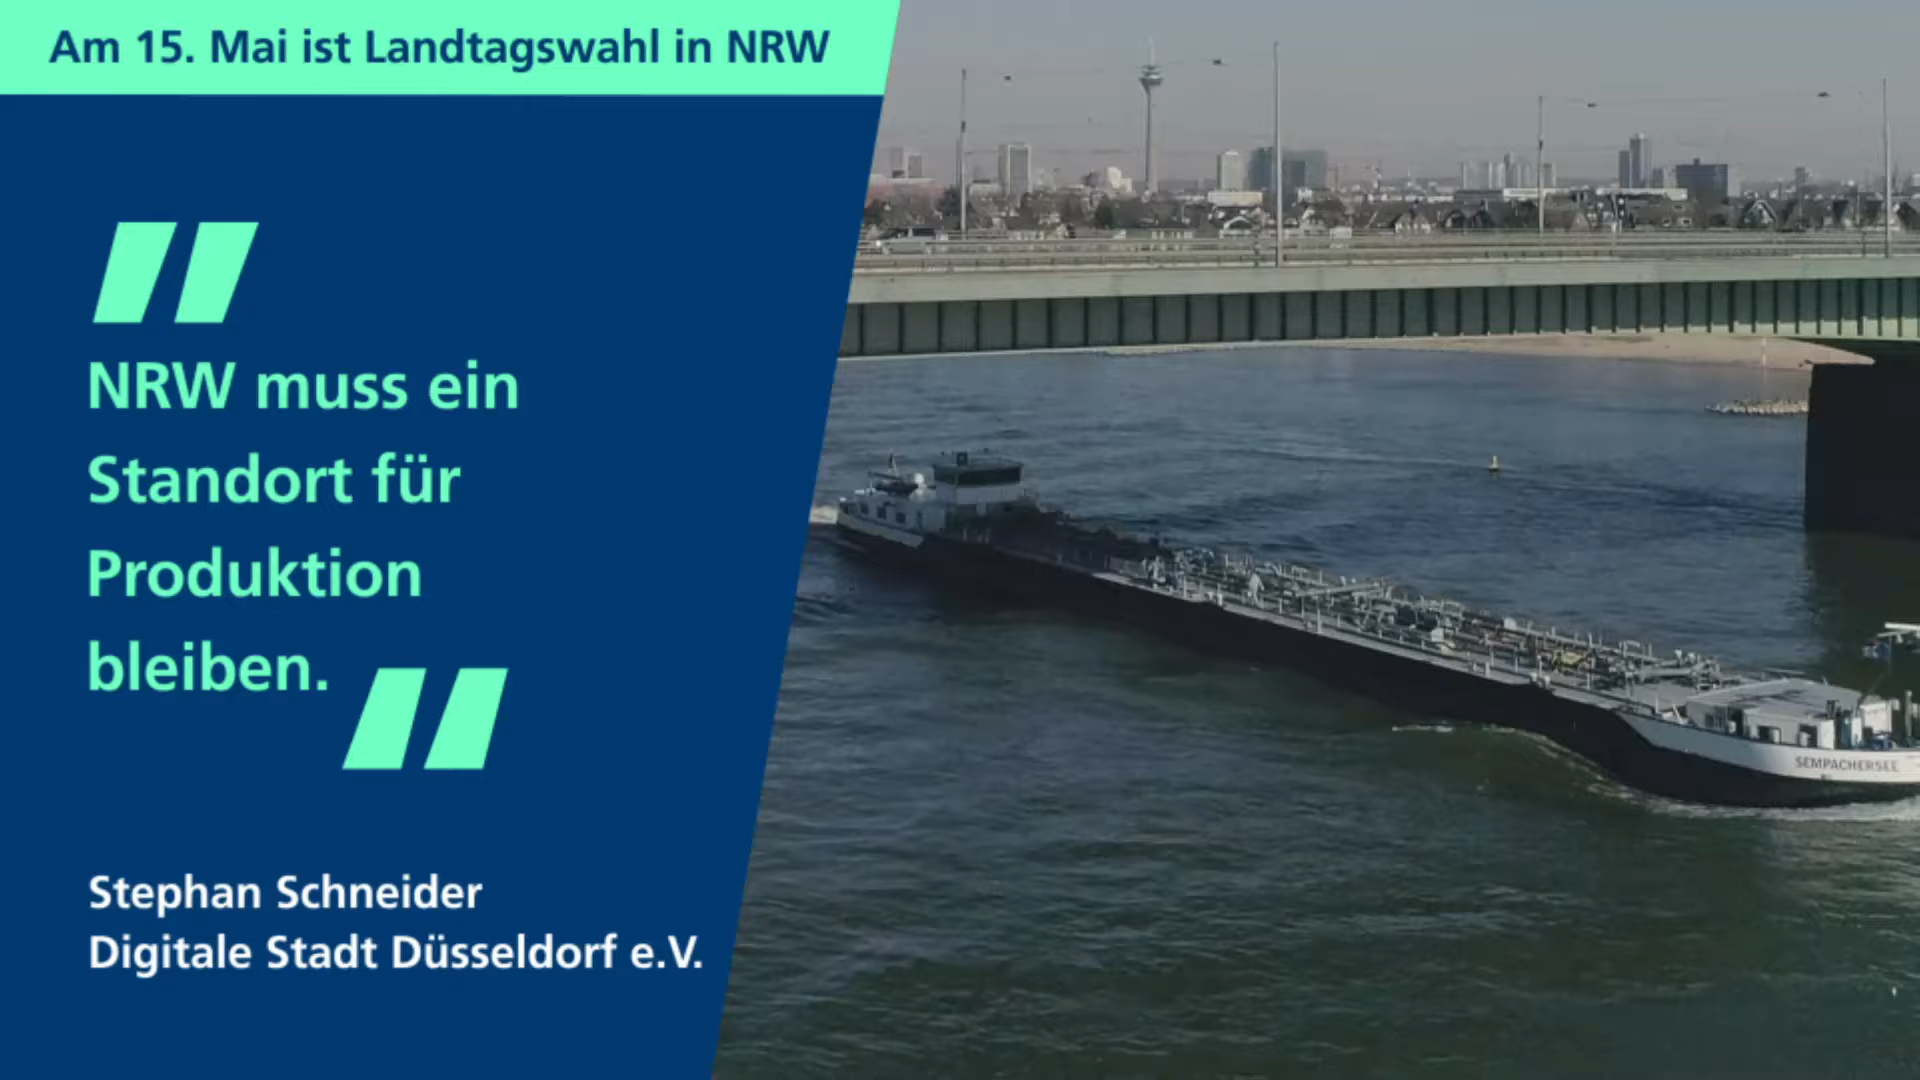 Am 15. Mai ist Landtagswahl in NRW
"
NRW muss ein
Standort für
Produktion
bleiben. "
Stephan Schneider
Digitale Stadt Düsseldorf e.V.
SEMPACHERSEE